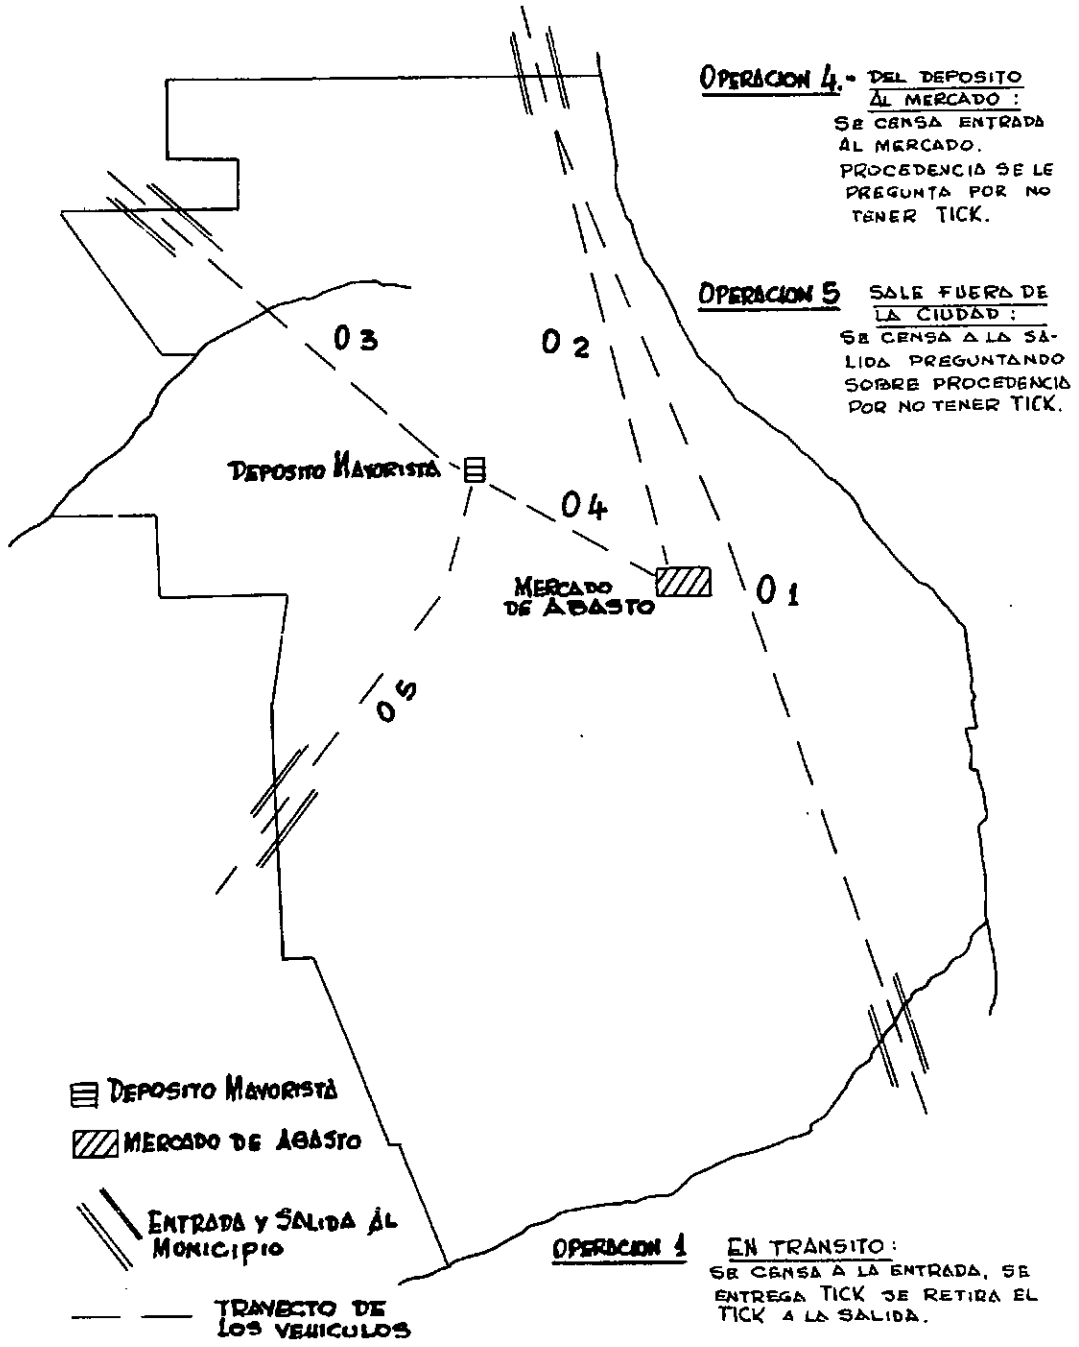 OPERACION 4.- DEL DEPOSITO
AL MERCADO :
SE CENSA ENTRADA
AL MERCADO.
PROCEDENCIA SE LE
PREGUNTA POR NO
TENER TICK.
OPERACION 5 SALE FUERA DE
LA CIUDAD :
SE CENSA A LA SA-
LIDA PREGUNTANDO
SOBRE PROCEDENCIA
POR NO TENER TICK.
O 3
O 2
DEPOSITO MAYORISTA
O 4
MERCADO
DE ABASTO
O 1
O 5
DEPOSITO MAYORISTA
MERCADO DE ABASTO
ENTRADA Y SALIDA AL
MUNICIPIO
TRAYECTO DE
LOS VEHICULOS
OPERACION 1 EN TRANSITO :
SE CENSA A LA ENTRADA, SE
ENTREGA TICK SE RETIRA EL
TICK A LA SALIDA.